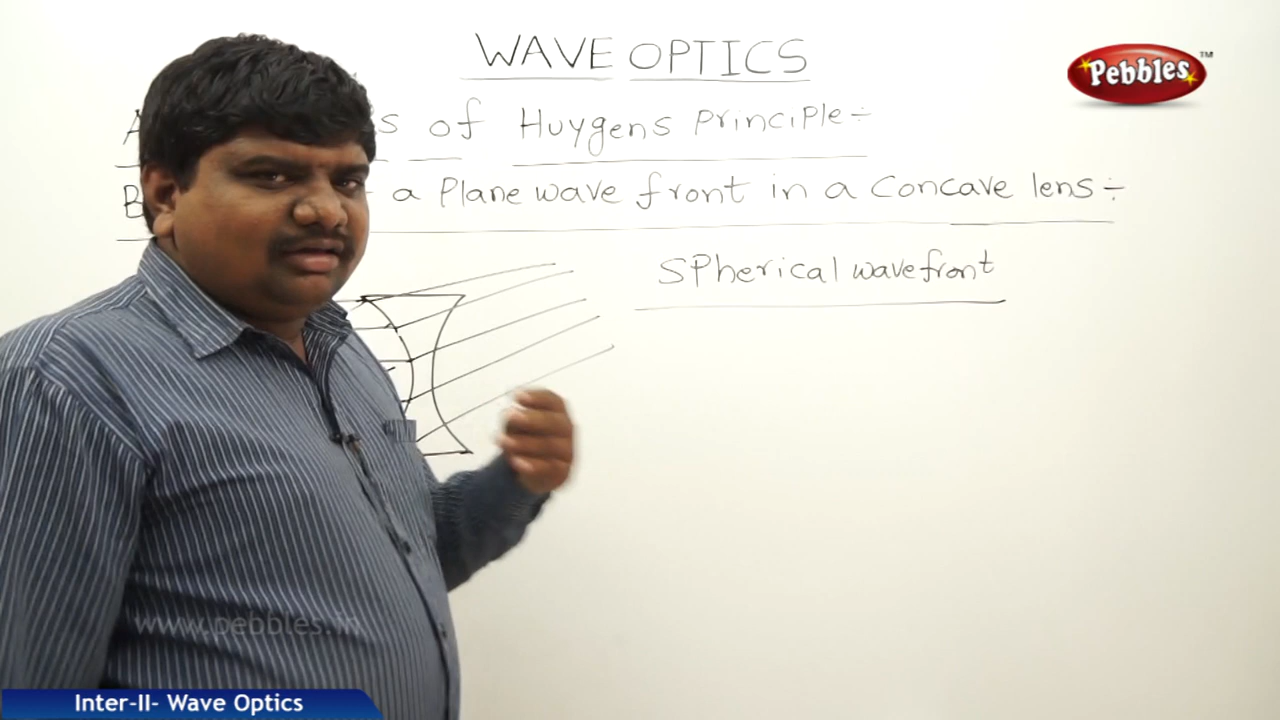 WAVE OPTICS
Pebbles™
s of Huygens Principle:-
B a Plane wave front in a Concave lens:-
Spherical wavefront
www.pebbles.in
Inter-II- Wave Optics